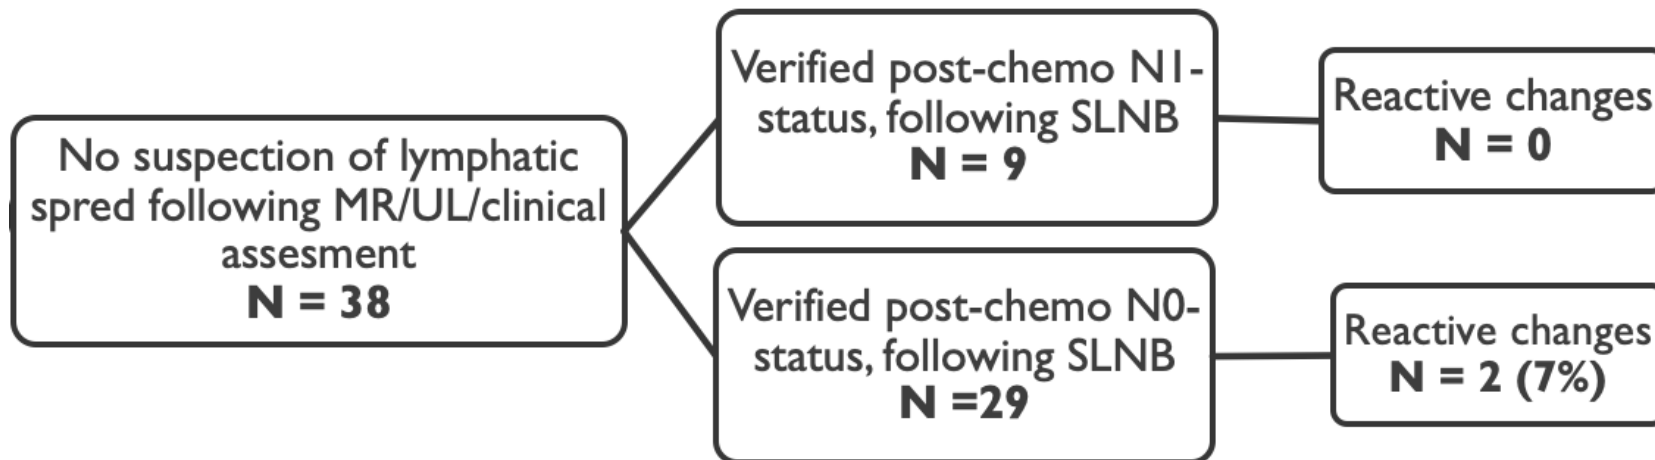 No suspection of lymphatic
spred following MR/UL/clinical
assesment
N = 38
Verified post-chemo N1-
status, following SLNB
N = 9
Reactive changes
N = 0
Verified post-chemo N0-
status, following SLNB
N =29
Reactive changes
N = 2 (7%)